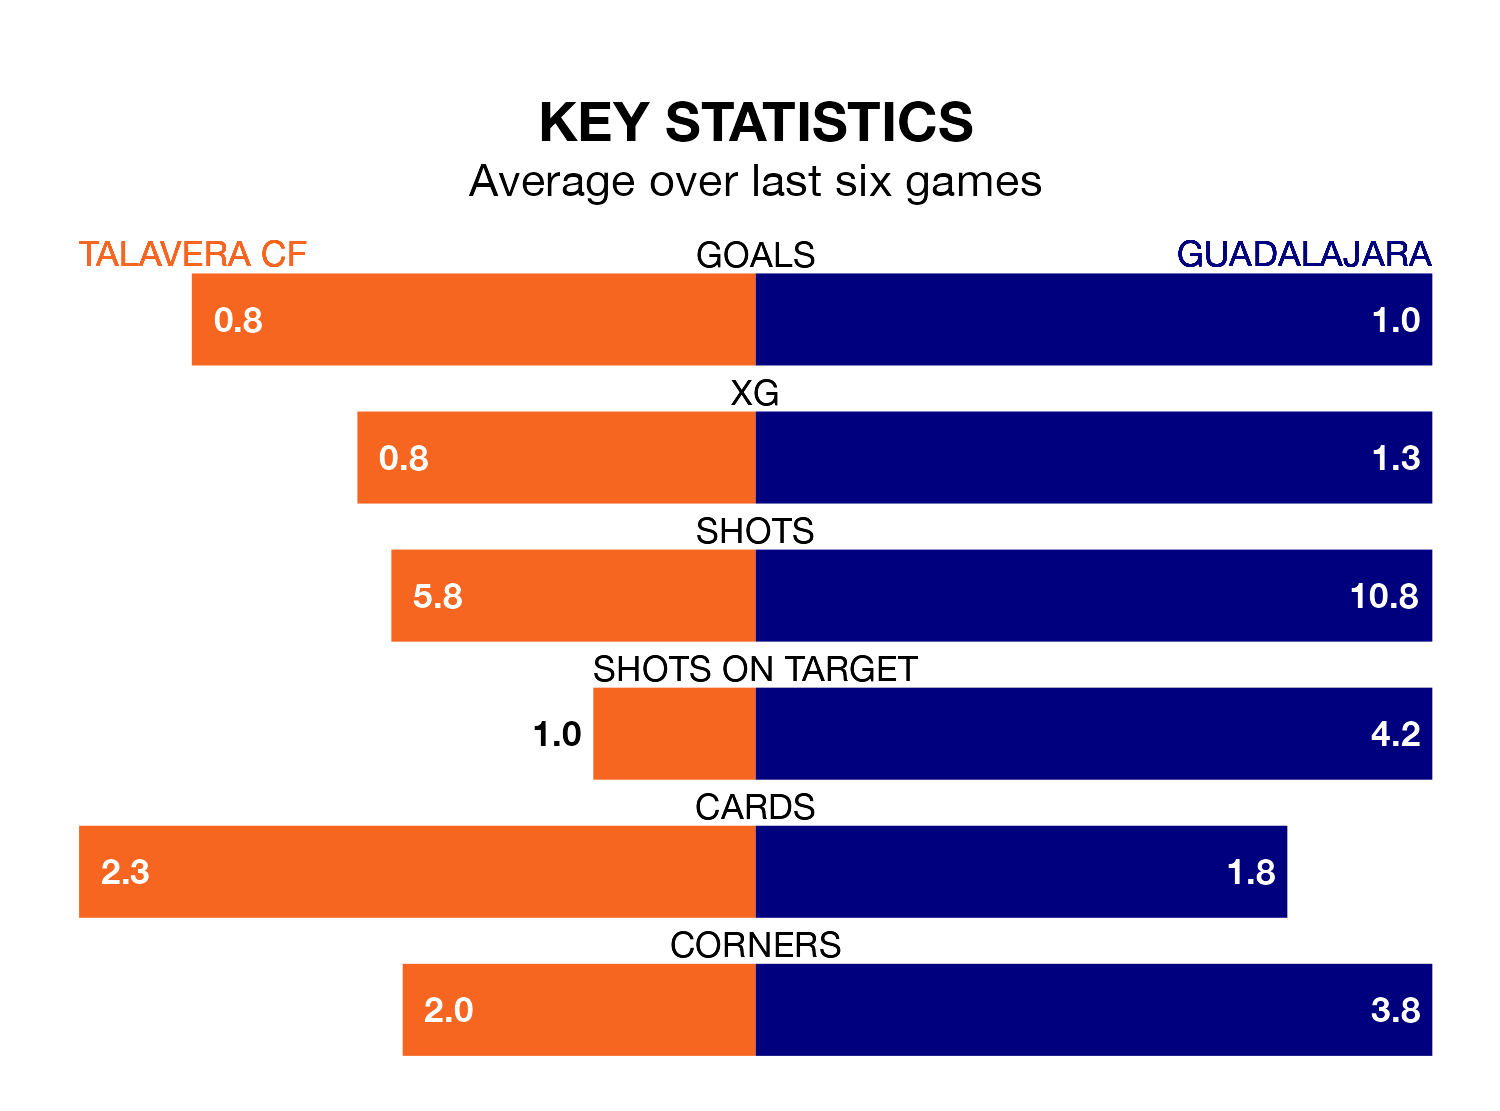 KEY STATISTICS
Average over last six games
TALAVERA CF GOALS GUADALAJARA
0.8 1.0
XG
0.8 1.3
SHOTS
5.8 10.8
SHOTS ON TARGET
1.0 4.2
CARDS
2.3 1.8
CORNERS
2.0 3.8